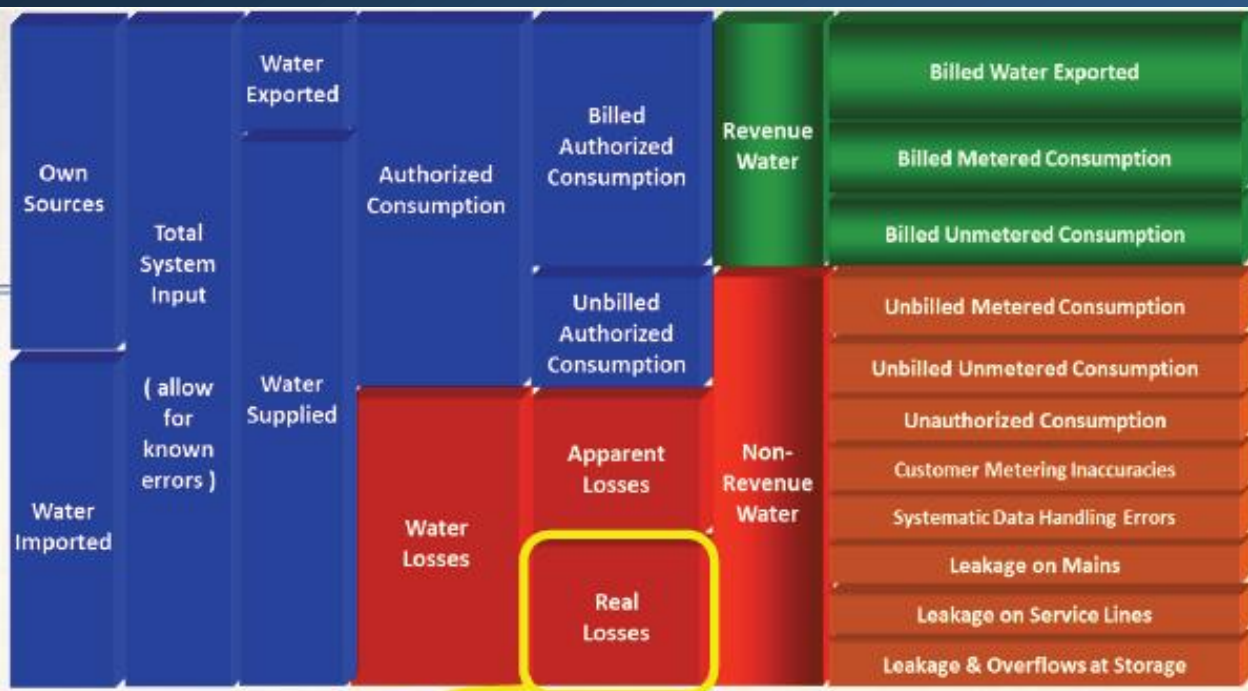 Own
Sources
Water
Imported
Total
System
Input
( allow
for
known
errors )
Water
Exported
Water
Supplied
Authorized
Consumption
Water
Losses
Billed
Authorized
Consumption
Unbilled
Authorized
Consumption
Apparent
Losses
Real
Losses
Revenue
Water
Non-
Revenue
Water
Billed Water Exported
Billed Metered Consumption
Billed Unmetered Consumption
Unbilled Metered Consumption
Unbilled Unmetered Consumption
Unauthorized Consumption
Customer Metering Inaccuracies
Systematic Data Handling Errors
Leakage on Mains
Leakage on Service Lines
Leakage & Overflows at Storage